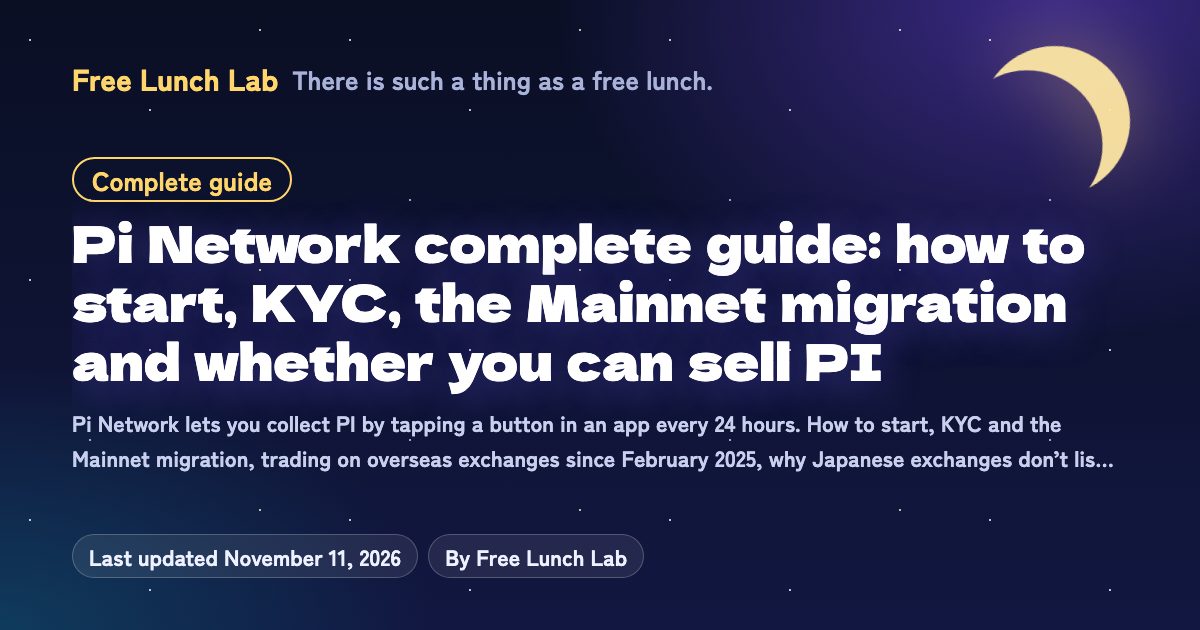 Free Lunch Lab There is such a thing as a free lunch.
Complete guide
Pi Network complete guide: how to
start, KYC, the Mainnet migration
and whether you can sell PI
Pi Network lets you collect PI by tapping a button in an app every 24 hours. How to start, KYC and the
Mainnet migration, trading on overseas exchanges since February 2025, why Japanese exchanges don’t lis…
Last updated November 11, 2026 By Free Lunch Lab